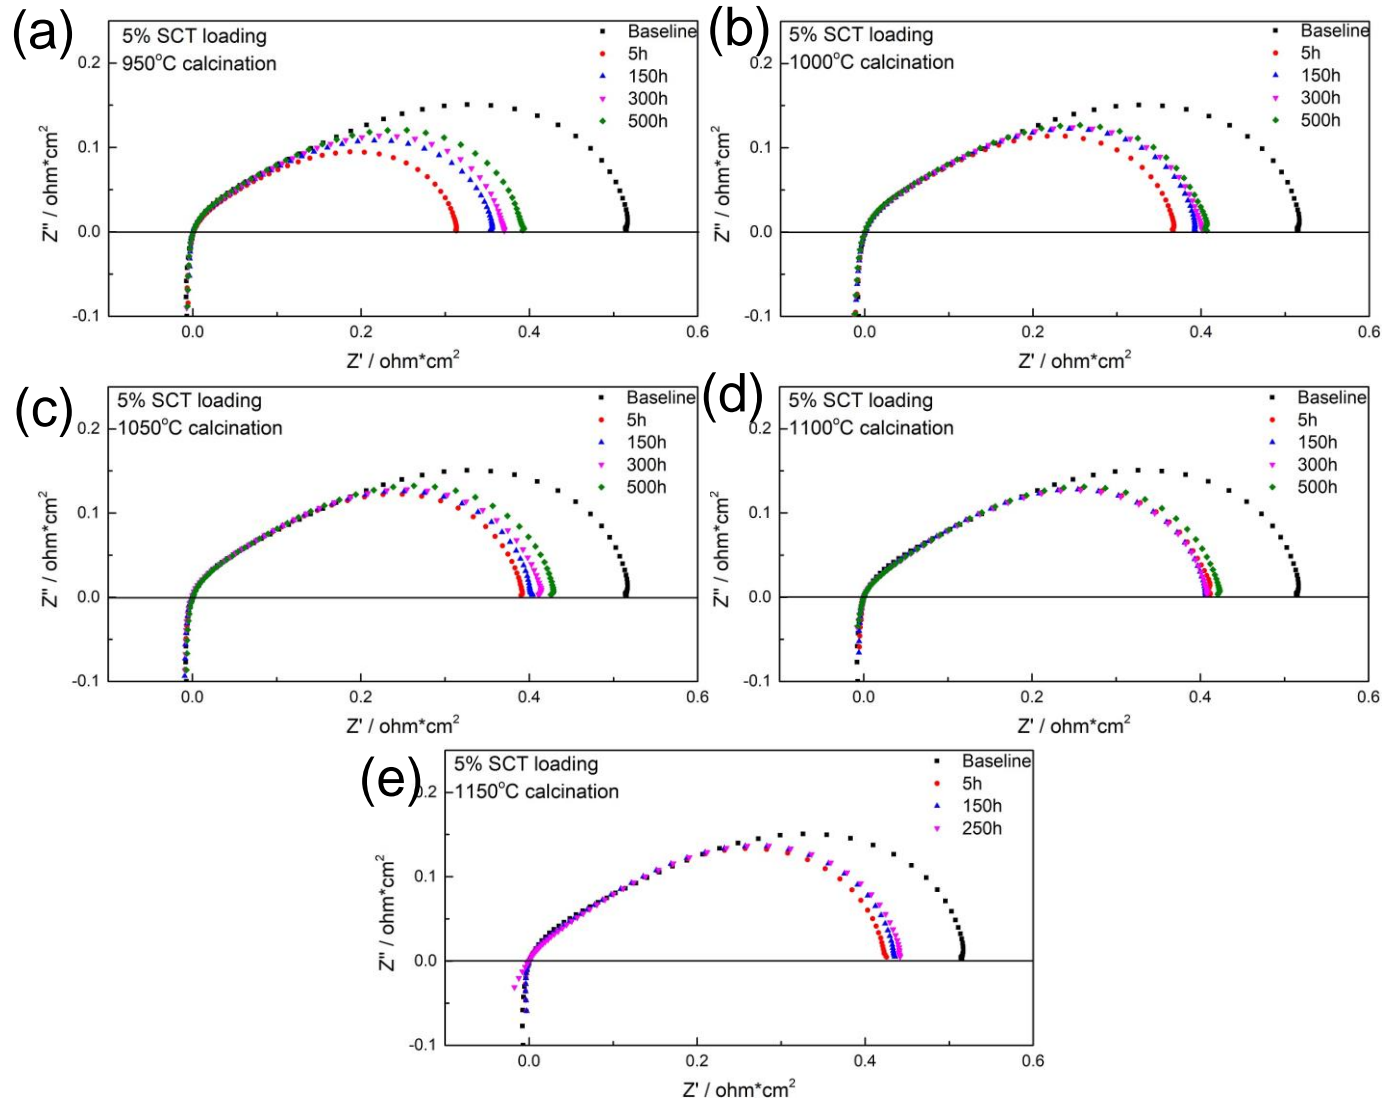 (a)
5% SCT loading
950°C calcination
Baseline
5h
150h
300h
500h
0.2
0.1
0.0
-0.1
Z'' / ohm*cm²
0.0 0.2 0.4 0.6
Z' / ohm*cm²
(b)
5% SCT loading
1000°C calcination
Baseline
5h
150h
300h
500h
0.2
0.1
0.0
-0.1
Z'' / ohm*cm²
0.0 0.2 0.4 0.6
Z' / ohm*cm²
(c)
5% SCT loading
1050°C calcination
Baseline
5h
150h
300h
500h
0.2
0.1
0.0
-0.1
Z'' / ohm*cm²
0.0 0.2 0.4 0.6
Z' / ohm*cm²
(d)
5% SCT loading
1100°C calcination
Baseline
5h
150h
300h
500h
0.2
0.1
0.0
-0.1
Z'' / ohm*cm²
0.0 0.2 0.4 0.6
Z' / ohm*cm²
(e)
5% SCT loading
1150°C calcination
Baseline
5h
150h
250h
0.2
0.1
0.0
-0.1
Z'' / ohm*cm²
0.0 0.2 0.4 0.6
Z' / ohm*cm²